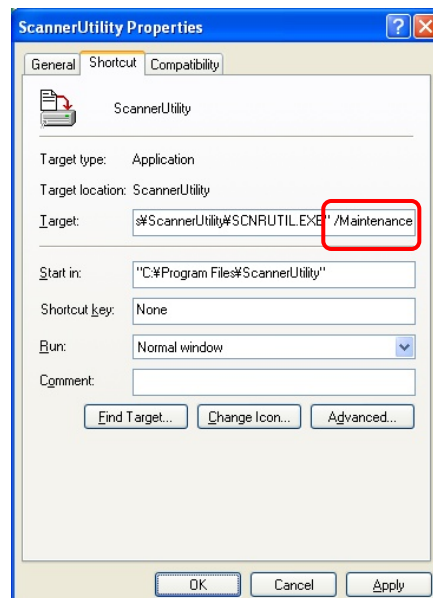 ScannerUtility Properties
General Shortcut Compatibility
ScannerUtility
Target type: Application
Target location: ScannerUtility
Target: s¥ScannerUtility¥SCNRUTIL.EXE" /Maintenance
Start in: "C:¥Program Files¥ScannerUtility"
Shortcut key: None
Run: Normal window
Comment:
Find Target... Change Icon... Advanced...
OK Cancel Apply